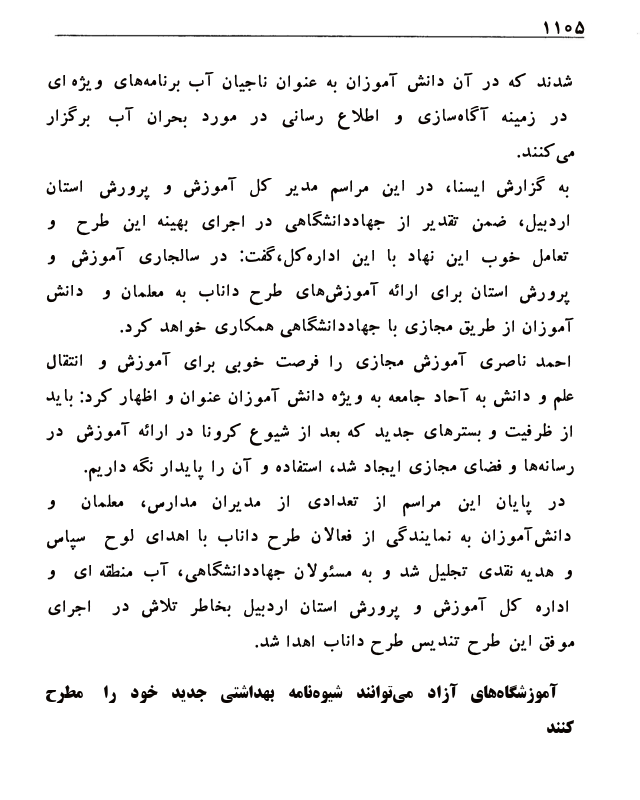 ۱۱۰۵
شدند که در آن دانش آموزان به عنوان ناجیان آب برنامه‌های ویژه ای
در زمینه آگاه‌سازی و اطلاع رسانی در مورد بحران آب برگزار
می‌کنند.
به گزارش ایسنا، در این مراسم مدیر کل آموزش و پرورش استان
اردبیل، ضمن تقدیر از جهاددانشگاهی در اجرای بهینه این طرح و
تعامل خوب این نهاد با این اداره‌کل،گفت: در سالجاری آموزش و
پرورش استان برای ارائه آموزش‌های طرح داناب به معلمان و دانش
آموزان از طریق مجازی با جهاددانشگاهی همکاری خواهد کرد.
احمد ناصری آموزش مجازی را فرصت خوبی برای آموزش و انتقال
علم و دانش به آحاد جامعه به ویژه دانش آموزان عنوان و اظهار کرد: باید
از ظرفیت و بسترهای جدید که بعد از شیوع کرونا در ارائه آموزش در
رسانه‌ها و فضای مجازی ایجاد شد، استفاده و آن را پایدار نگه داریم.
در پایان این مراسم از تعدادی از مدیران مدارس، معلمان و
دانش‌آموزان به نمایندگی از فعالان طرح داناب با اهدای لوح سپاس
و هدیه نقدی تجلیل شد و به مسئولان جهاددانشگاهی، آب منطقه ای و
اداره کل آموزش و پرورش استان اردبیل بخاطر تلاش در اجرای
موفق این طرح تندیس طرح داناب اهدا شد.
آموزشگاه‌های آزاد می‌توانند شیوه‌نامه بهداشتی جدید خود را مطرح
کنند